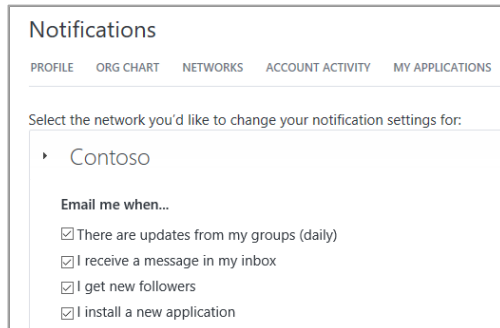 Notifications
PROFILE ORG CHART NETWORKS ACCOUNT ACTIVITY MY APPLICATIONS
Select the network you'd like to change your notification settings for:
Contoso
Email me when...
There are updates from my groups (daily)
I receive a message in my inbox
I get new followers
I install a new application